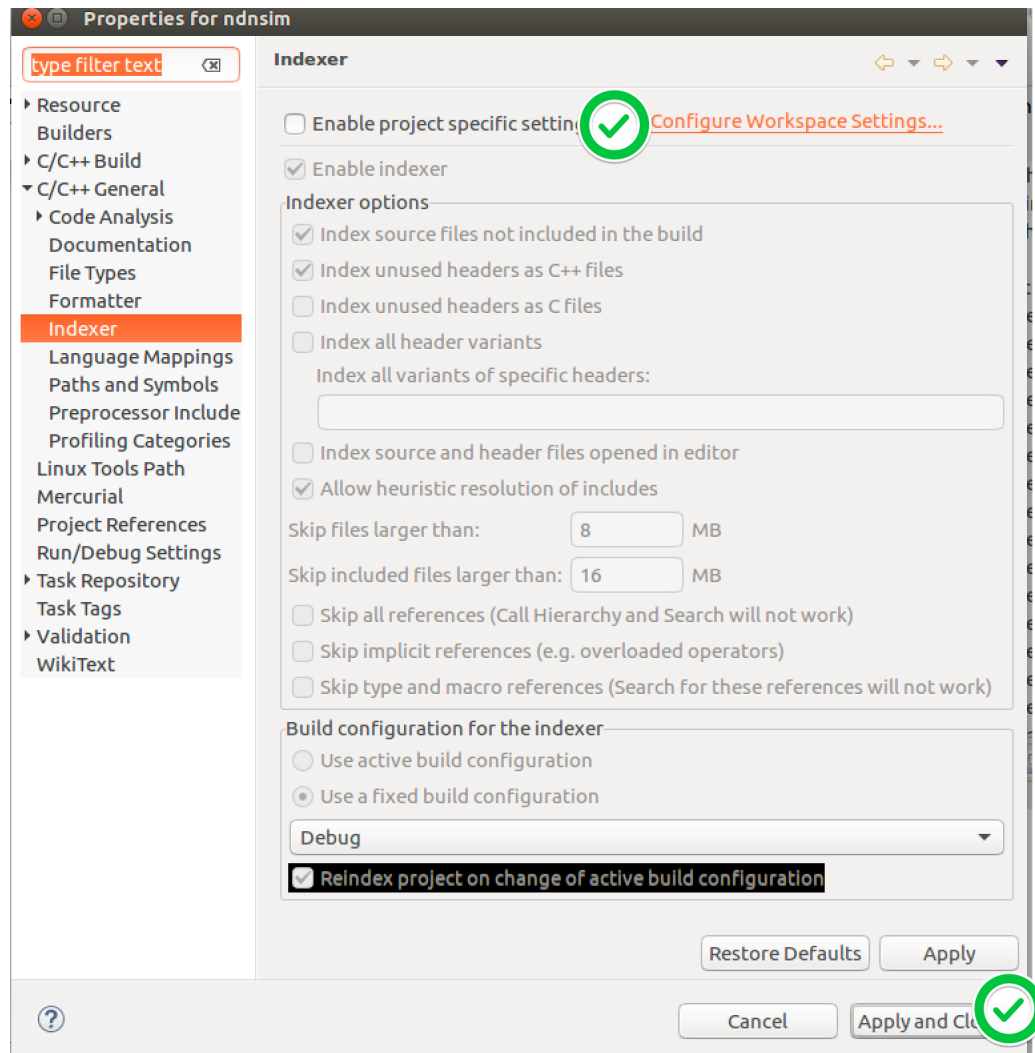 Properties for ndnsim
type filter text
Indexer
Resource
Builders
C/C++ Build
C/C++ General
Code Analysis
Documentation
File Types
Formatter
Indexer
Language Mappings
Paths and Symbols
Preprocessor Include
Profiling Categories
Linux Tools Path
Mercurial
Project References
Run/Debug Settings
Task Repository
Task Tags
Validation
WikiText
Enable project specific settin
Configure Workspace Settings...
Enable indexer
Indexer options
Index source files not included in the build
Index unused headers as C++ files
Index unused headers as C files
Index all header variants
Index all variants of specific headers:
Index source and header files opened in editor
Allow heuristic resolution of includes
Skip files larger than: 8 MB
Skip included files larger than: 16 MB
Skip all references (Call Hierarchy and Search will not work)
Skip implicit references (e.g. overloaded operators)
Skip type and macro references (Search for these references will not work)
Build configuration for the indexer
Use active build configuration
Use a fixed build configuration
Debug
Reindex project on change of active build configuration
Restore Defaults
Apply
?
Cancel
Apply and Cl